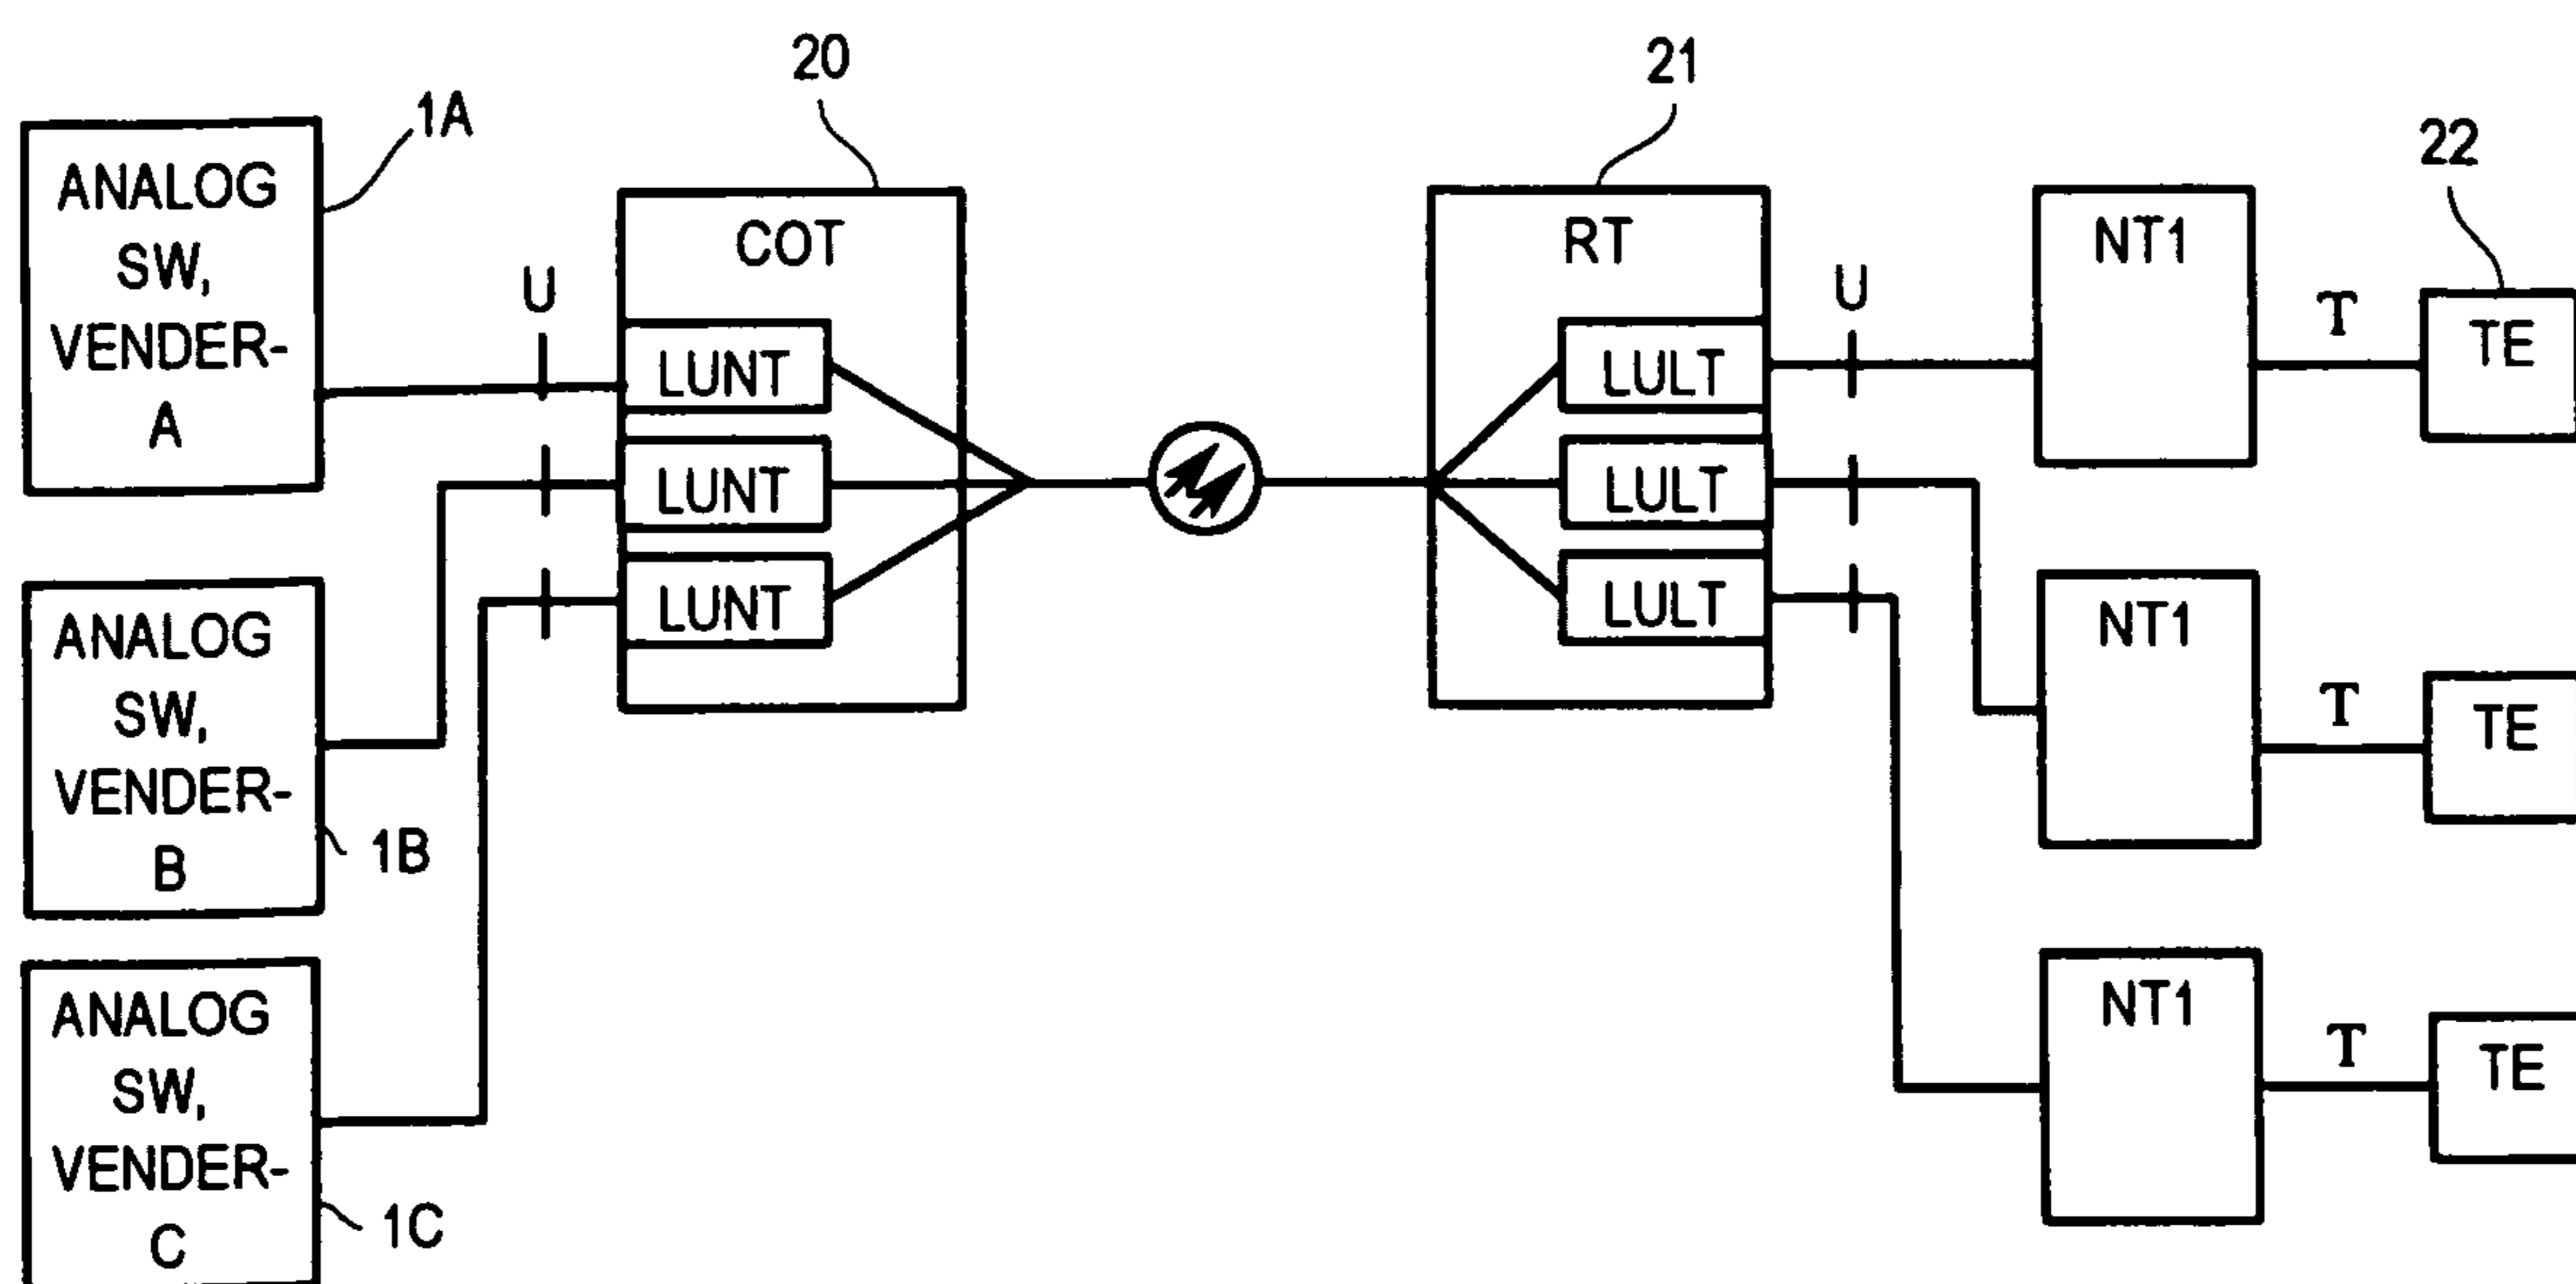 20
21
1A
22
ANALOG
SW,
VENDER-
A
COT
RT
NT1
U
U
T
TE
LUNT
LULT
LUNT
LULT
LUNT
LULT
ANALOG
SW,
VENDER-
B
1B
NT1
T
TE
ANALOG
SW,
VENDER-
C
1C
NT1
T
TE